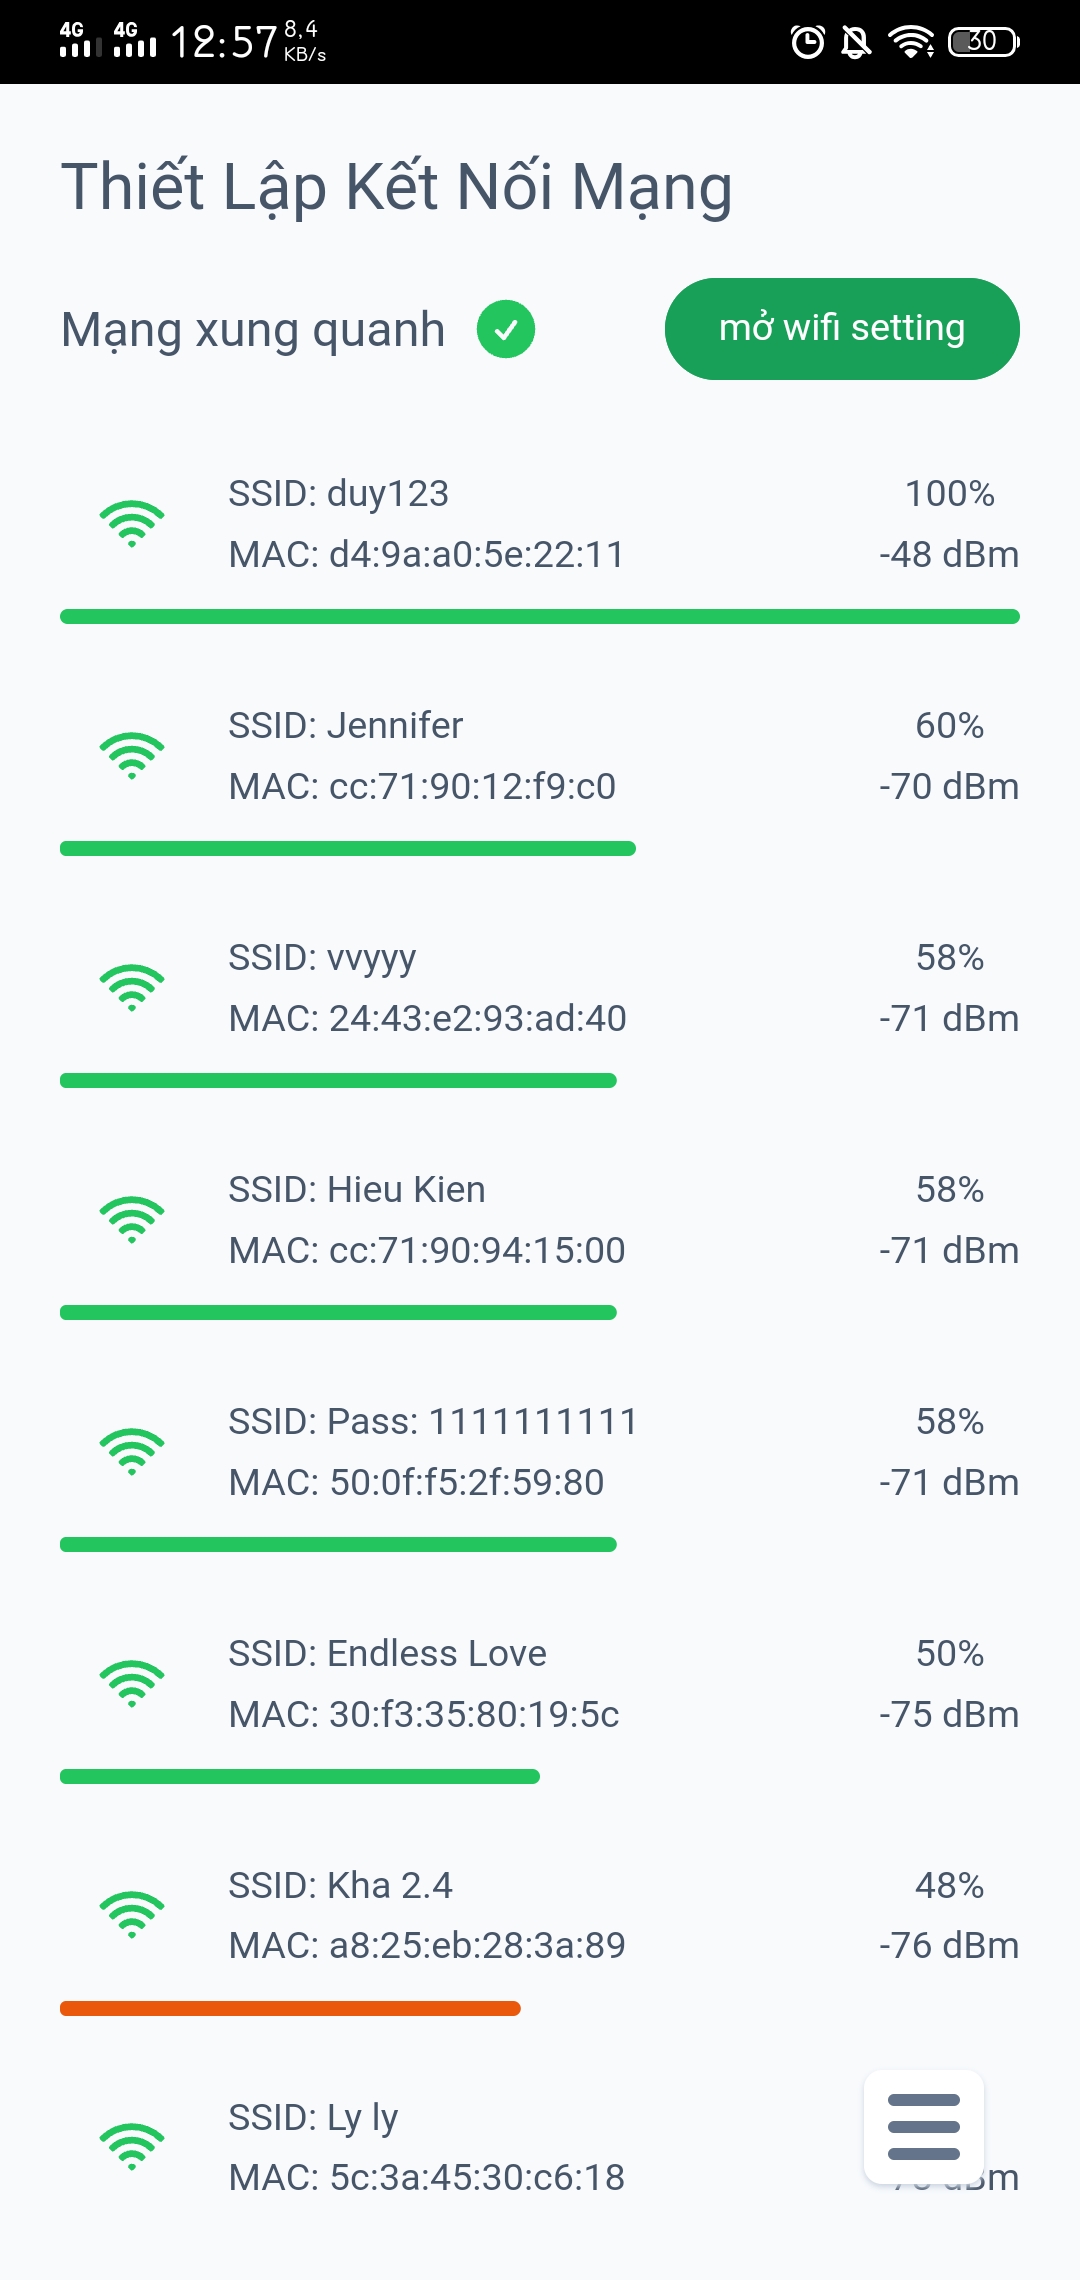 4G 4G 12:57 8,4 KB/s 30
Thiết Lập Kết Nối Mạng
Mạng xung quanh mở wifi setting
SSID: duy123 100%
MAC: d4:9a:a0:5e:22:11 -48 dBm
SSID: Jennifer 60%
MAC: cc:71:90:12:f9:c0 -70 dBm
SSID: vvyyy 58%
MAC: 24:43:e2:93:ad:40 -71 dBm
SSID: Hieu Kien 58%
MAC: cc:71:90:94:15:00 -71 dBm
SSID: Pass: 1111111111 58%
MAC: 50:0f:f5:2f:59:80 -71 dBm
SSID: Endless Love 50%
MAC: 30:f3:35:80:19:5c -75 dBm
SSID: Kha 2.4 48%
MAC: a8:25:eb:28:3a:89 -76 dBm
SSID: Ly ly
MAC: 5c:3a:45:30:c6:18 dBm